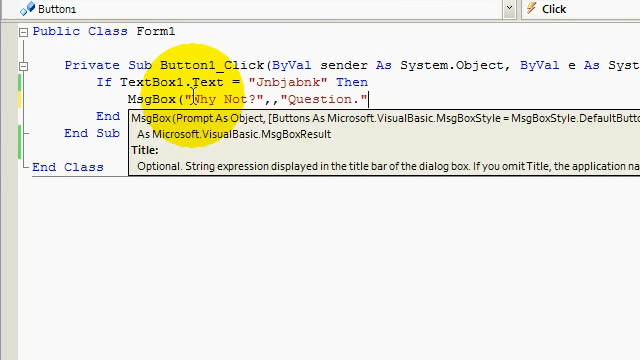 Button1 Click
Public Class Form1
Private Sub Button1_Click(ByVal sender As System.Object, ByVal e As Syst
If TextBox1.Text = "Jnbjabnk" Then
MsgBox("Why Not?",,"Question."
End
MsgBox (Prompt As Object, [Buttons As Microsoft.VisualBasic.MsgBoxStyle = MsgBoxStyle.DefaultButto
End Sub As Microsoft.VisualBasic.MsgBoxResult
Title:
End Class Optional. String expression displayed in the title bar of the dialog box. If you omit Title, the application na